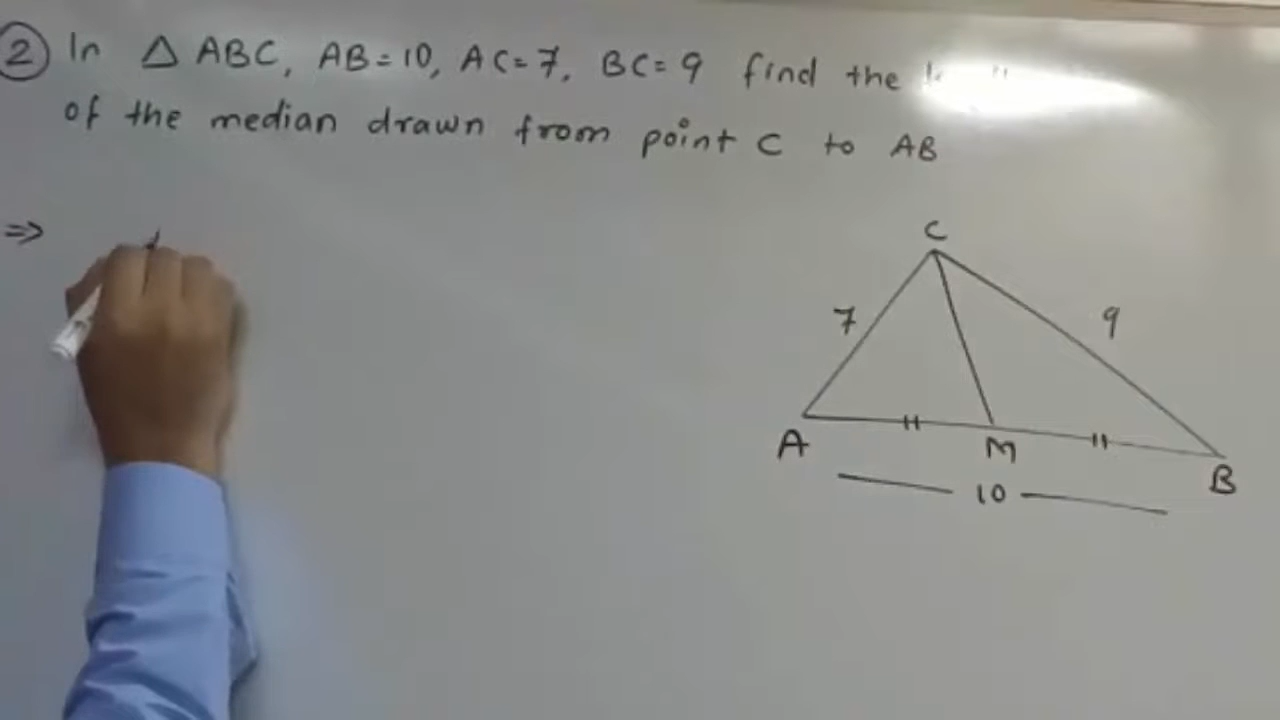 2 In △ ABC, AB=10, AC=7, BC=9 find the
of the median drawn from point C to AB
⇒
C
7
9
A
M
B
10